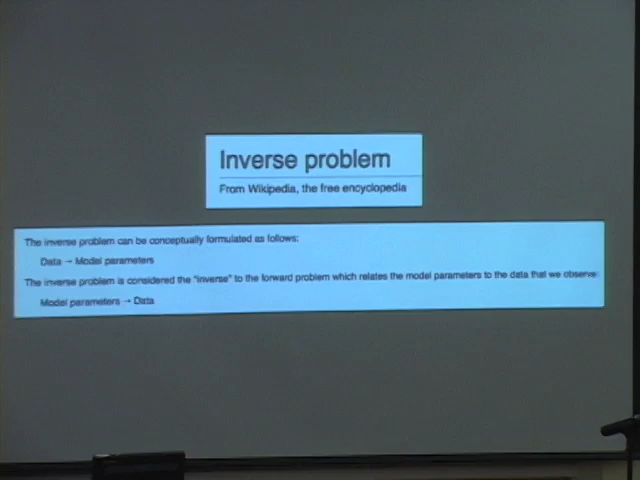 Inverse problem
From Wikipedia, the free encyclopedia
The inverse problem can be conceptually formulated as follows:
Data → Model parameters
The inverse problem is considered the "inverse" to the forward problem which relates the model parameters to the data that we observe:
Model parameters → Data